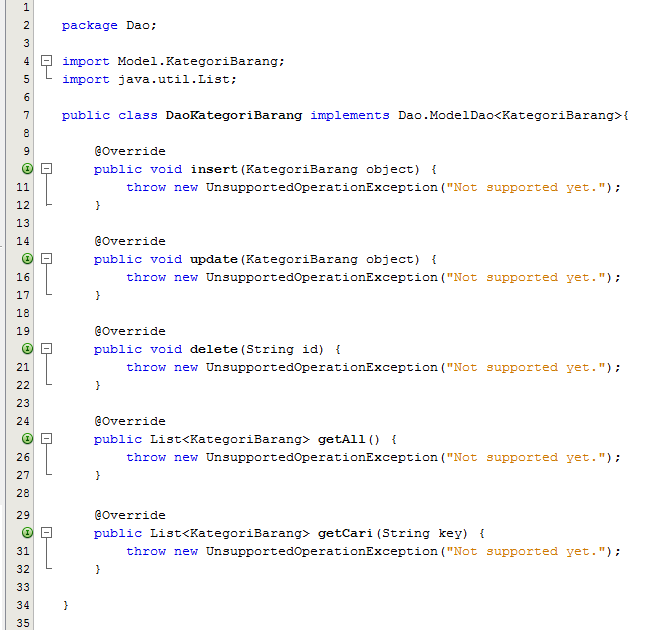 1
2 package Dao;
3
4 import Model.KategoriBarang;
5 import java.util.List;
6
7 public class DaoKategoriBarang implements Dao.ModelDao<KategoriBarang>{
8
9 @Override
public void insert(KategoriBarang object) {
11 throw new UnsupportedOperationException("Not supported yet.");
12 }
13
14 @Override
public void update(KategoriBarang object) {
16 throw new UnsupportedOperationException("Not supported yet.");
17 }
18
19 @Override
public void delete(String id) {
21 throw new UnsupportedOperationException("Not supported yet.");
22 }
23
24 @Override
public List<KategoriBarang> getAll() {
26 throw new UnsupportedOperationException("Not supported yet.");
27 }
28
29 @Override
public List<KategoriBarang> getCari(String key) {
31 throw new UnsupportedOperationException("Not supported yet.");
32 }
33
34 }
35